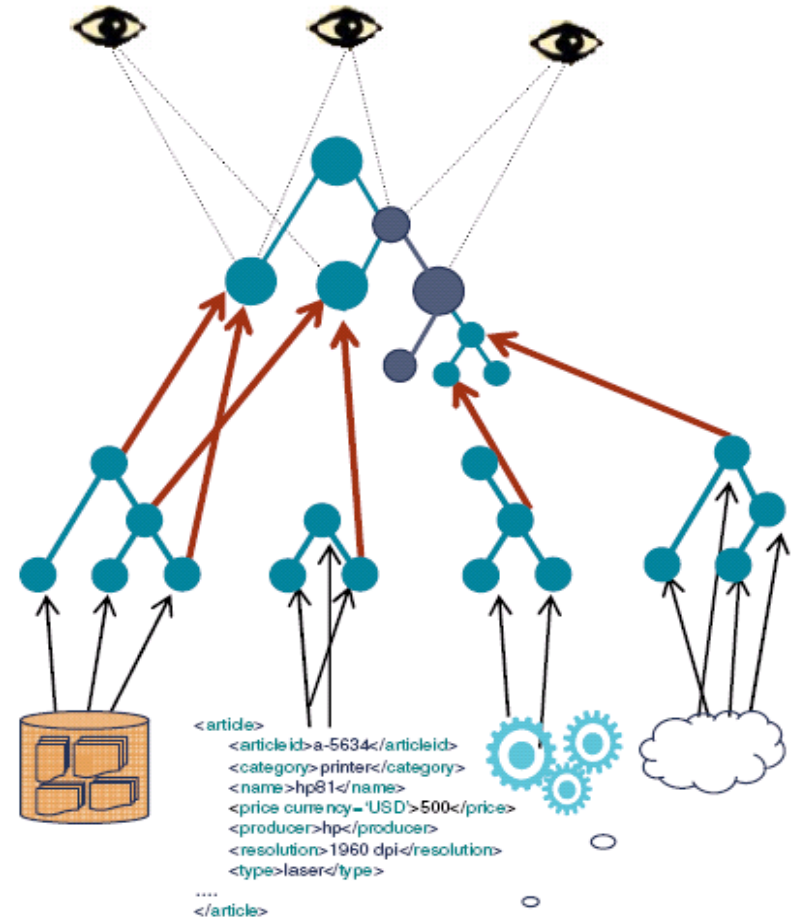 <article>
<articleid>a-5634</articleid>
<category>printer</category>
<name>hp81</name>
<price currency=‘USD’>500</price>
<producer>hp</producer>
<resolution>1960 dpi</resolution>
<type>laser</type>
....
</article>